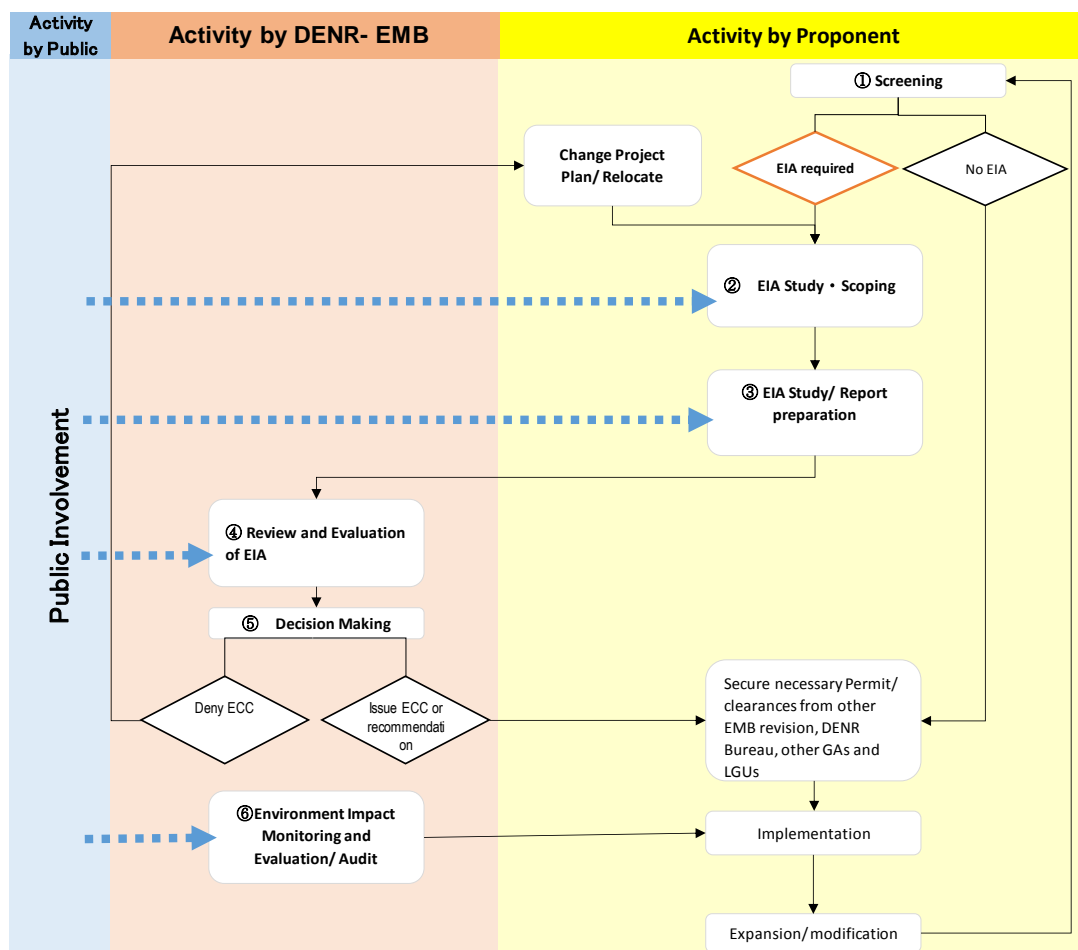 Activity
by Public
Activity by DENR- EMB
Activity by Proponent
① Screening
Change Project
Plan/ Relocate
EIA required
No EIA
② EIA Study・Scoping
③ EIA Study/ Report
preparation
Public Involvement
④ Review and Evaluation
of EIA
⑤ Decision Making
Deny ECC
Issue ECC or
recommendati
on
Secure necessary Permit/
clearances from other
EMB revision, DENR
Bureau, other GAs and
LGUs
⑥Environment Impact
Monitoring and
Evaluation/ Audit
Implementation
Expansion/modification